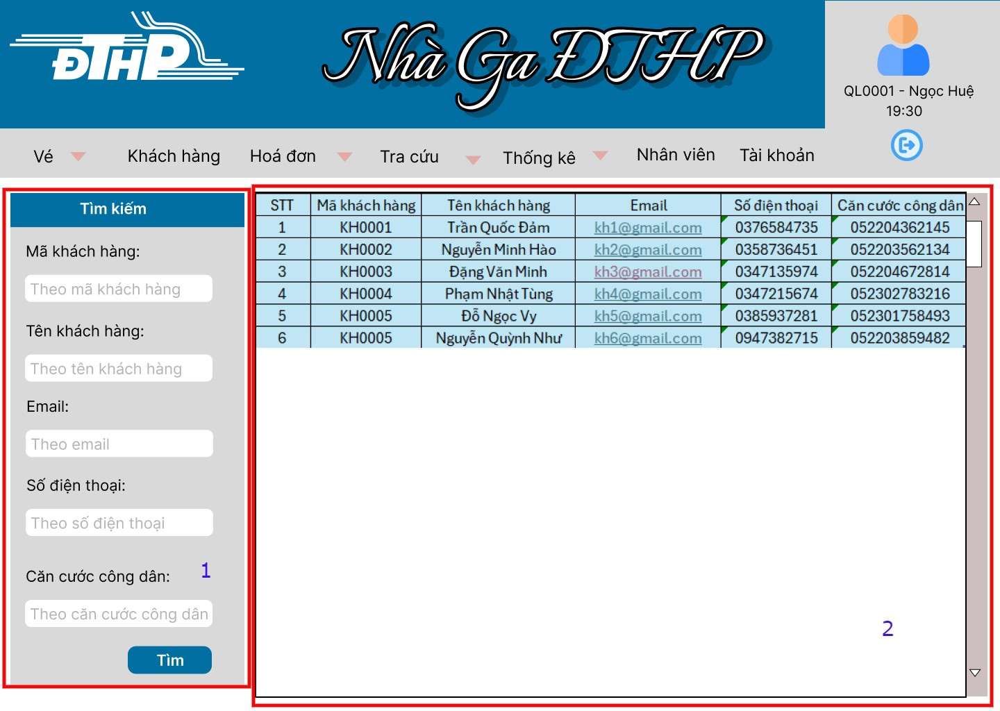 ĐTHP
Nhà Ga ĐTHP
QL0001 - Ngọc Huệ
19:30
Vé Khách hàng Hoá đơn Tra cứu Thống kê Nhân viên Tài khoản
Tìm kiếm
Mã khách hàng:
Theo mã khách hàng
Tên khách hàng:
Theo tên khách hàng
Email:
Theo email
Số điện thoại:
Theo số điện thoại
Căn cước công dân:
1
Theo căn cước công dân
Tìm
STT Mã khách hàng Tên khách hàng Email Số điện thoại Căn cước công dân
1 KH0001 Trần Quốc Đảm kh1@gmail.com 0376584735 052204362145
2 KH0002 Nguyễn Minh Hào kh2@gmail.com 0358736451 052203562134
3 KH0003 Đặng Văn Minh kh3@gmail.com 0347135974 052204672814
4 KH0004 Phạm Nhật Tùng kh4@gmail.com 0347215674 052302783216
5 KH0005 Đỗ Ngọc Vy kh5@gmail.com 0385937281 052301758493
6 KH0005 Nguyễn Quỳnh Như kh6@gmail.com 0947382715 052203859482
2